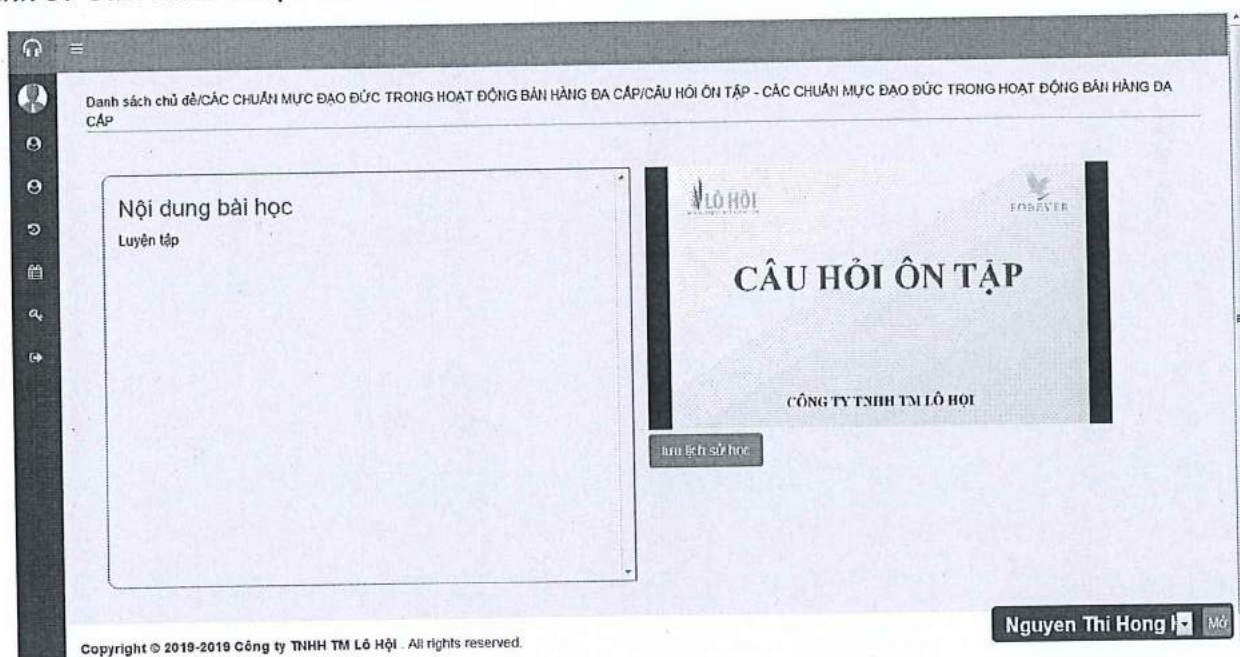 Danh sách chủ đề/CÁC CHUẨN MỰC ĐẠO ĐỨC TRONG HOẠT ĐỘNG BÁN HÀNG ĐA CẤP/CÂU HỎI ÔN TẬP - CÁC CHUẨN MỰC ĐẠO ĐỨC TRONG HOẠT ĐỘNG BÁN HÀNG ĐA
CẤP
Nội dung bài học
Luyện tập
LÔ HỘI
FOREVER
CÂU HỎI ÔN TẬP
CÔNG TY TNHH TM LÔ HỘI
lưu lịch sử học
Nguyen Thi Hong
Mở
Copyright © 2019-2019 Công ty TNHH TM Lô Hội . All rights reserved.